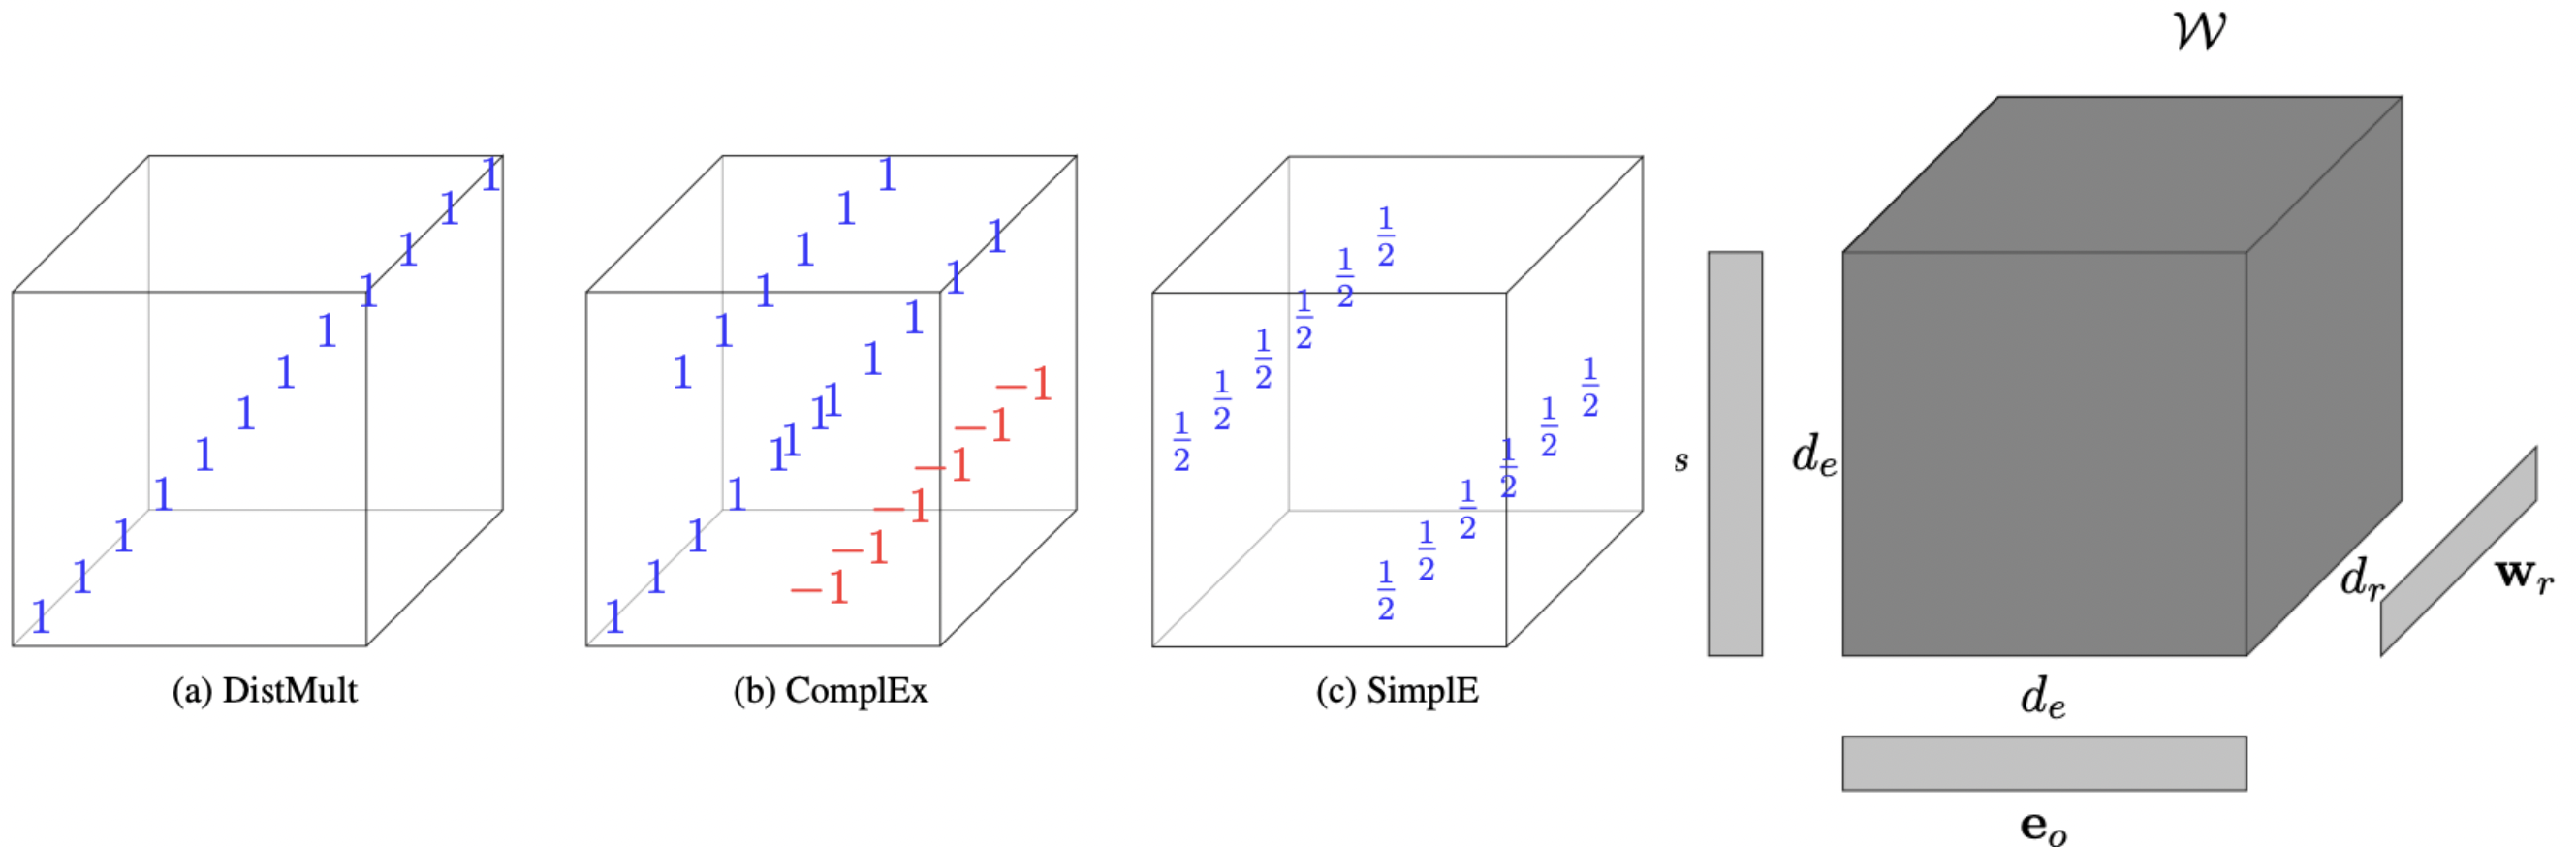 1 1 1 1 1 1 1 1 1 1 1 1
(a) DistMult
1 1 1 1 1 1
1 1 1 1 1 1
1 1 1 1 1 1
−1 −1 −1 −1 −1 −1
(b) ComplEx
1/2 1/2 1/2 1/2 1/2 1/2
1/2 1/2 1/2 1/2 1/2 1/2
(c) SimplE
𝒲
s
d_e
d_e
d_r
w_r
e_o